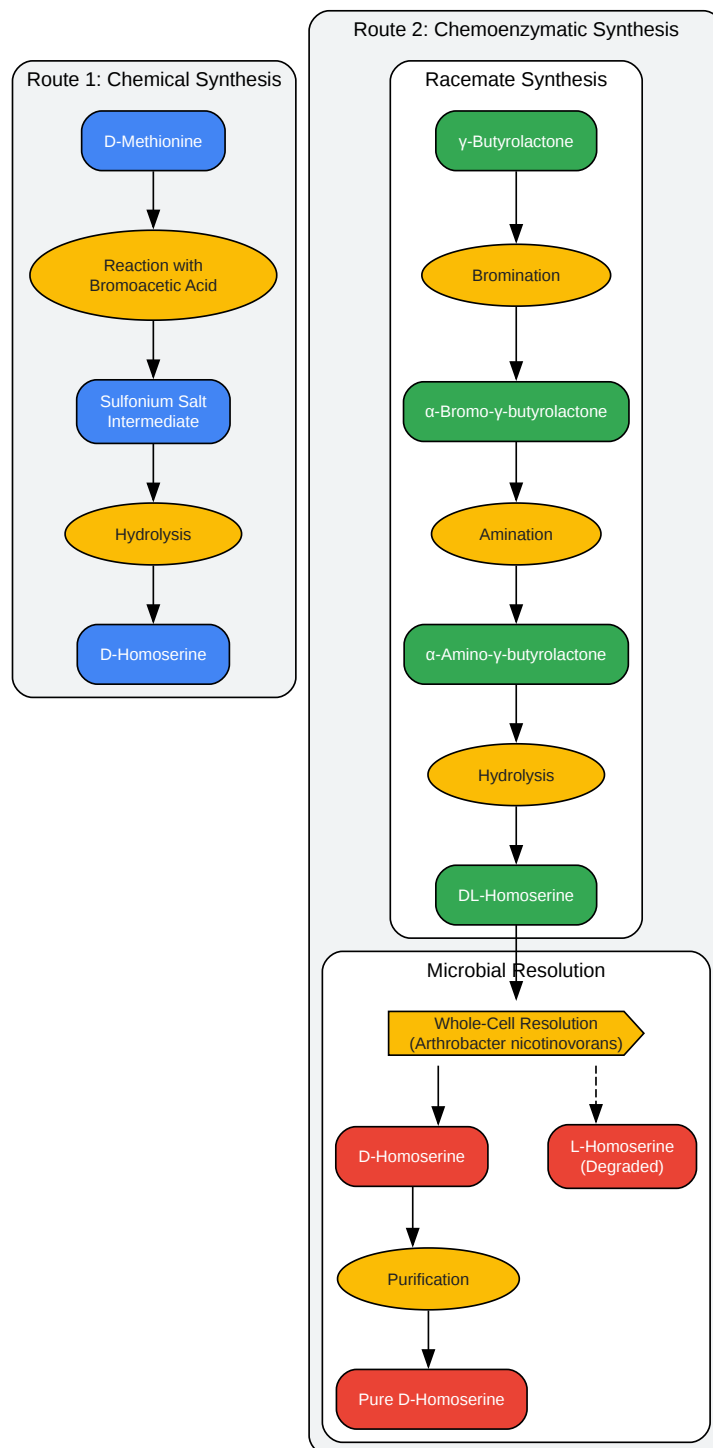 Route 1: Chemical Synthesis
D-Methionine
Reaction with
Bromoacetic Acid
Sulfonium Salt
Intermediate
Hydrolysis
D-Homoserine
Route 2: Chemoenzymatic Synthesis
Racemate Synthesis
γ-Butyrolactone
Bromination
α-Bromo-γ-butyrolactone
Amination
α-Amino-γ-butyrolactone
Hydrolysis
DL-Homoserine
Microbial Resolution
Whole-Cell Resolution
(Arthrobacter nicotinovorans)
D-Homoserine
L-Homoserine
(Degraded)
Purification
Pure D-Homoserine